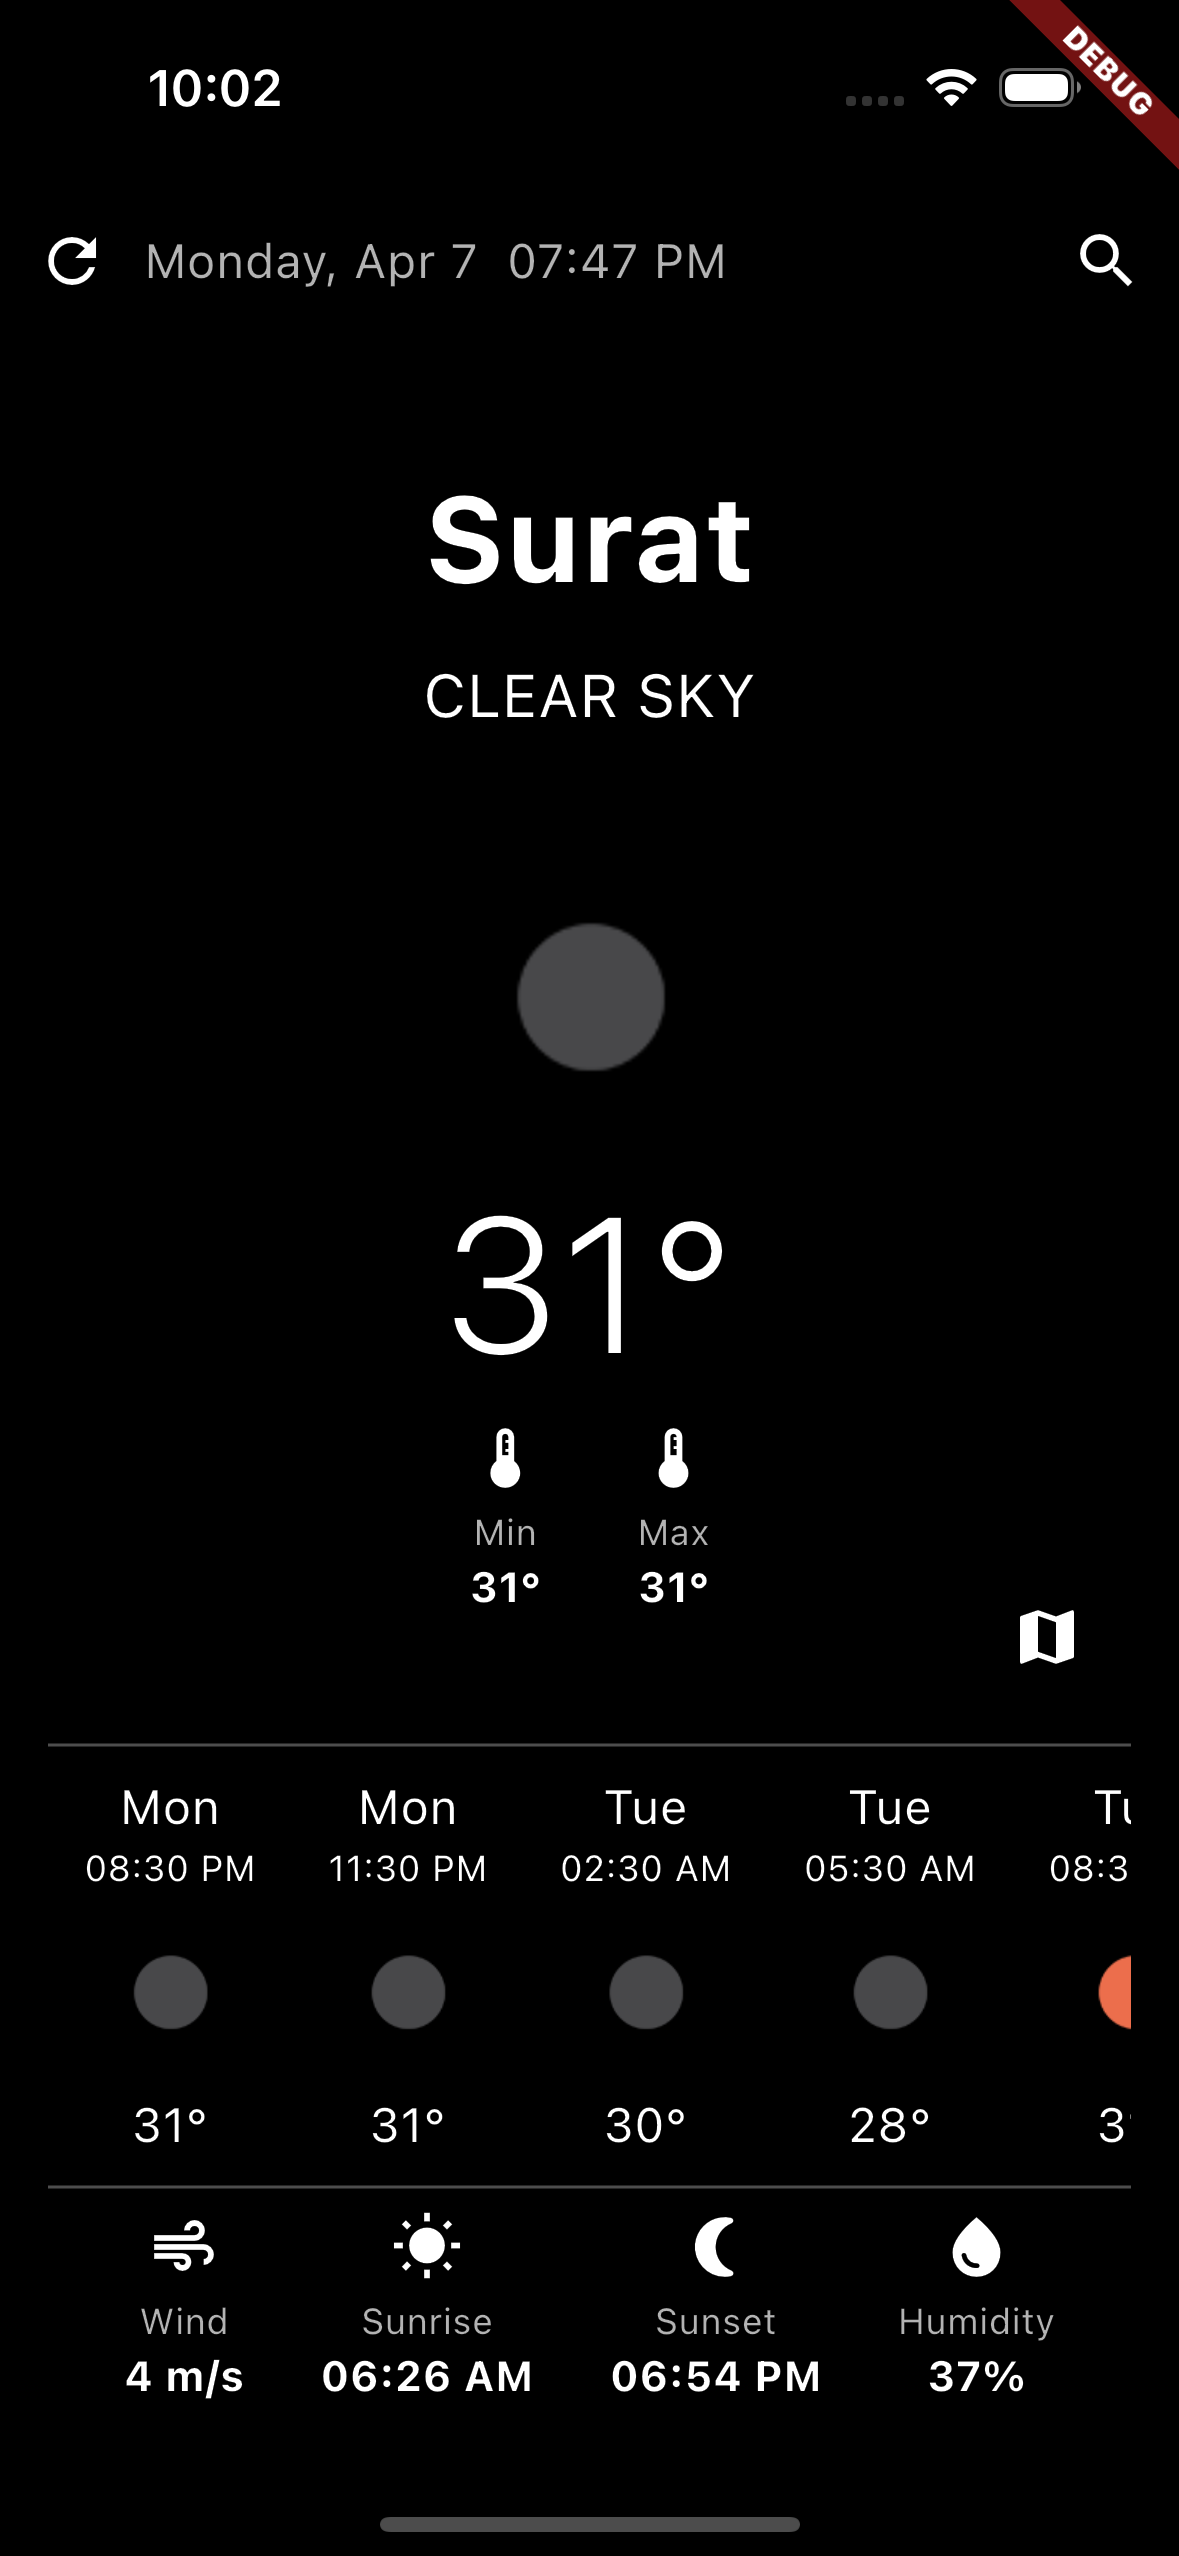 10:02
DEBUG
Monday, Apr 7 07:47 PM
Surat
CLEAR SKY
31°
Min Max
31° 31°
Mon Mon Tue Tue Tu
08:30 PM 11:30 PM 02:30 AM 05:30 AM 08:3
31° 31° 30° 28° 3
Wind Sunrise Sunset Humidity
4 m/s 06:26 AM 06:54 PM 37%